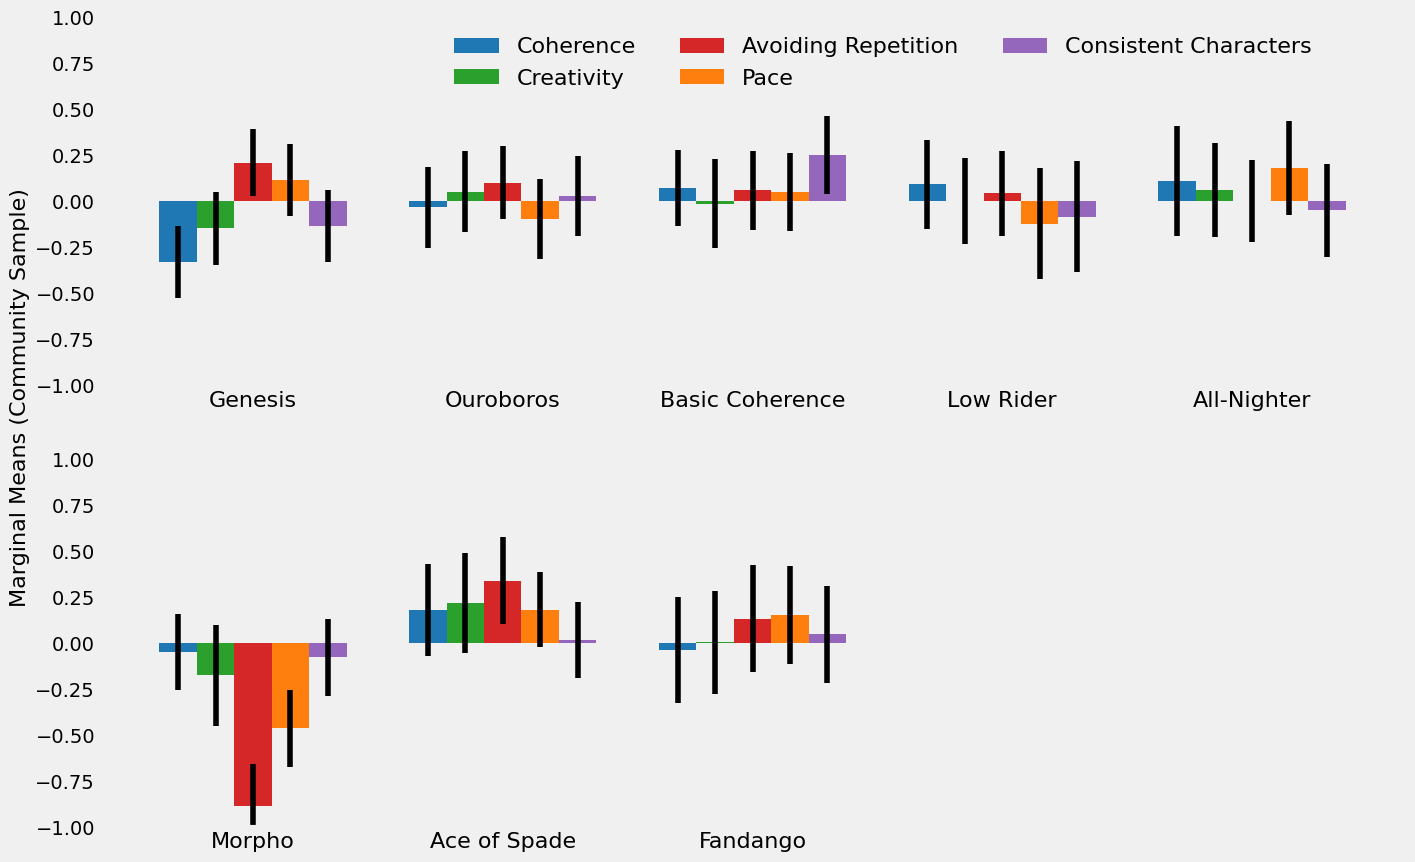 Marginal Means (Community Sample)
1.00
0.75
0.50
0.25
0.00
−0.25
−0.50
−0.75
−1.00
Coherence
Creativity
Avoiding Repetition
Pace
Consistent Characters
Genesis
Ouroboros
Basic Coherence
Low Rider
All-Nighter
1.00
0.75
0.50
0.25
0.00
−0.25
−0.50
−0.75
−1.00
Morpho
Ace of Spade
Fandango